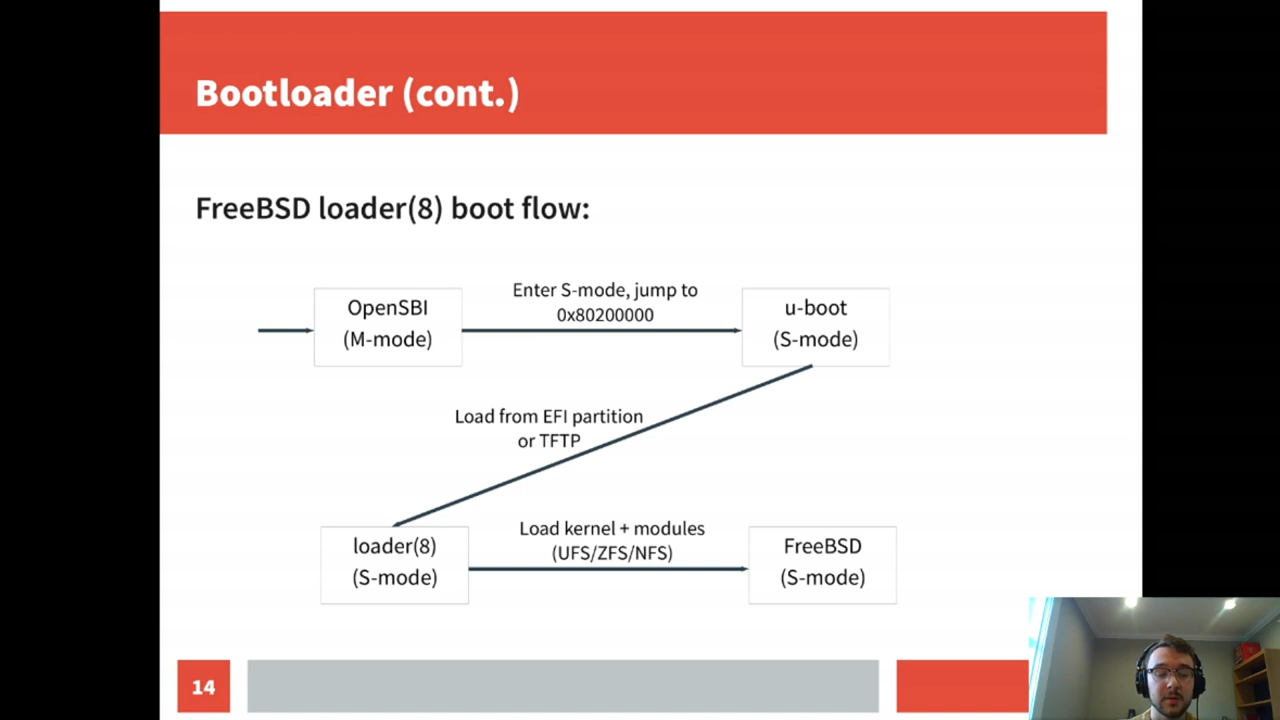 Bootloader (cont.)
FreeBSD loader(8) boot flow:
OpenSBI
(M-mode)
Enter S-mode, jump to
0x80200000
u-boot
(S-mode)
Load from EFI partition
or TFTP
loader(8)
(S-mode)
Load kernel + modules
(UFS/ZFS/NFS)
FreeBSD
(S-mode)
14